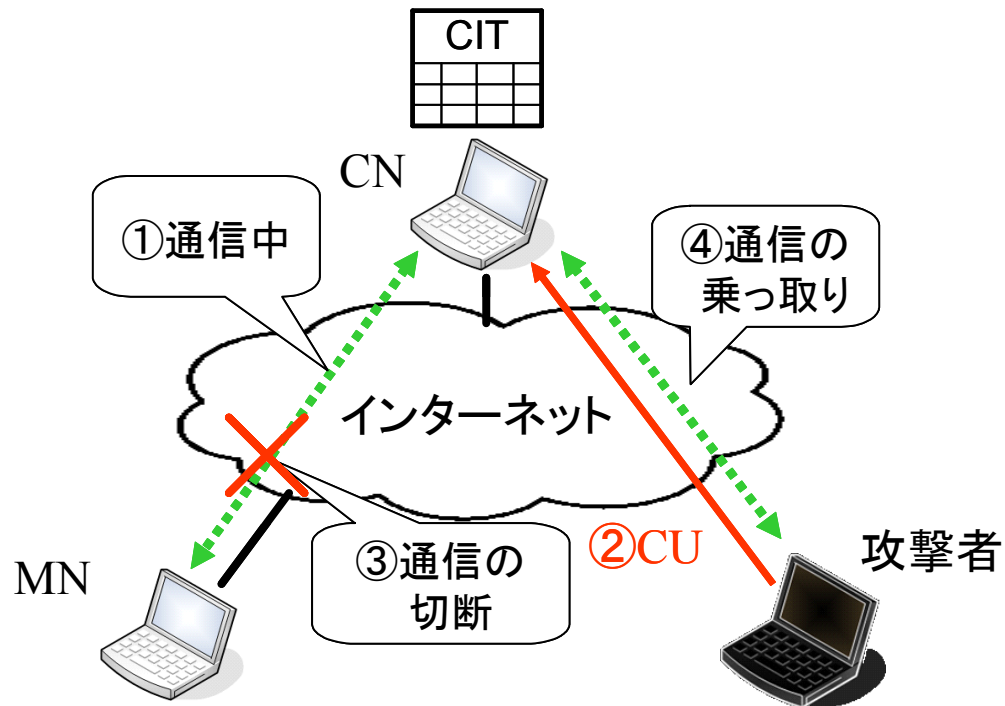 CIT
CN
①通信中
④通信の
乗っ取り
インターネット
②CU
③通信の
切断
MN
攻撃者